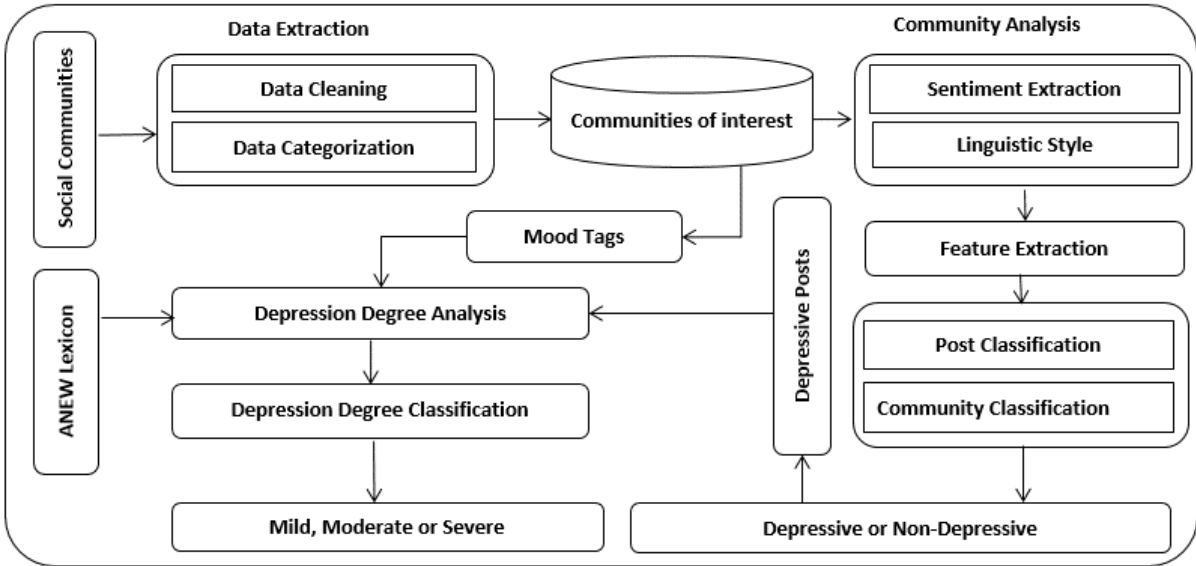 Data Extraction
Community Analysis
Social Communities
Data Cleaning
Data Categorization
Communities of interest
Sentiment Extraction
Linguistic Style
Mood Tags
Feature Extraction
ANEW Lexicon
Depression Degree Analysis
Depressive Posts
Post Classification
Depression Degree Classification
Community Classification
Mild, Moderate or Severe
Depressive or Non-Depressive